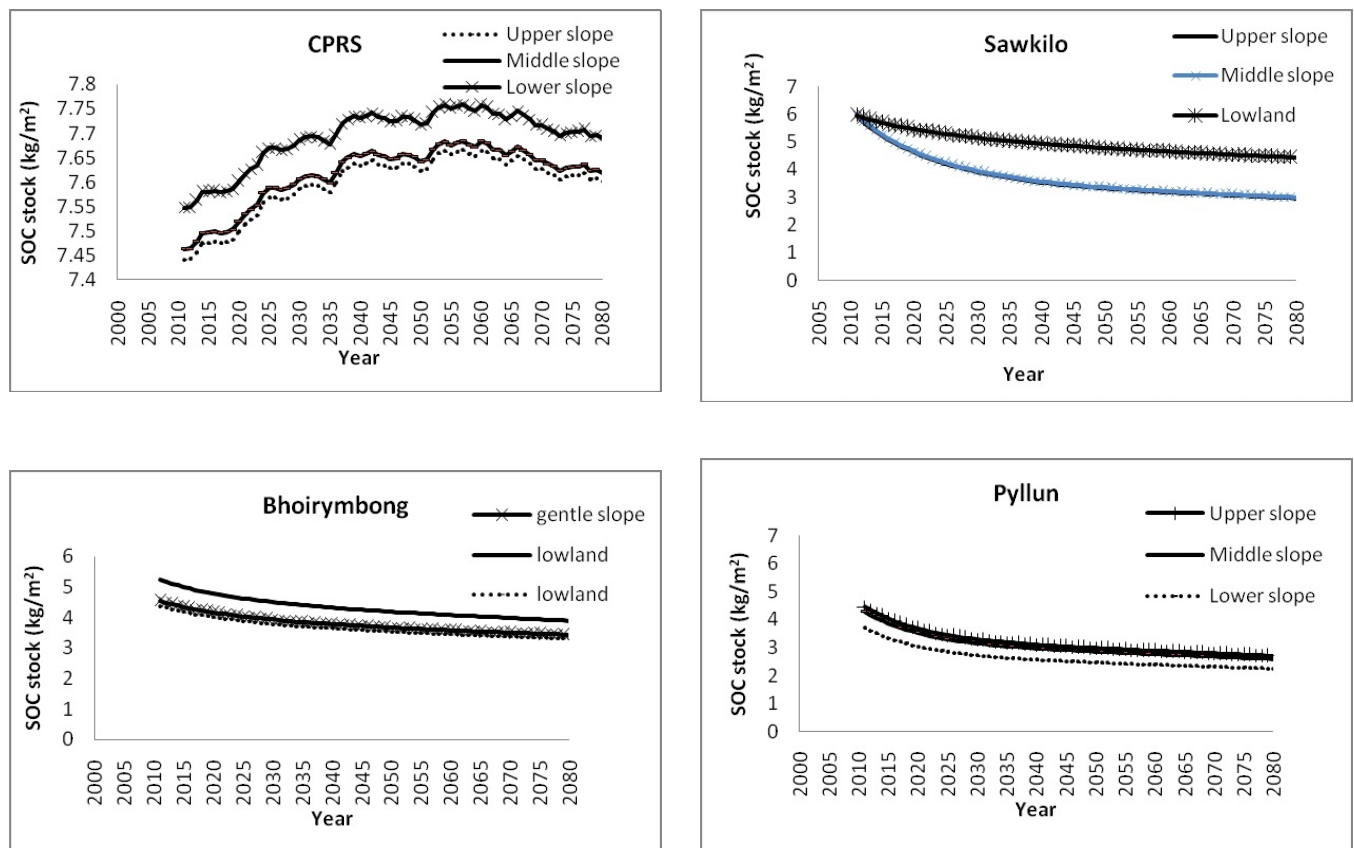 CPRS
Upper slope
Middle slope
Lower slope
SOC stock (kg/m²)
7.8
7.75
7.7
7.65
7.6
7.55
7.5
7.45
7.4
2000 2005 2010 2015 2020 2025 2030 2035 2040 2045 2050 2055 2060 2065 2070 2075 2080
Year
Sawkilo
Upper slope
Middle slope
Lowland
SOC stock (kg/m²)
7
6
5
4
3
2
1
0
2005 2010 2015 2020 2025 2030 2035 2040 2045 2050 2055 2060 2065 2070 2075 2080
Year
Bhoirymbong
gentle slope
lowland
lowland
SOC stock (kg/m²)
6
5
4
3
2
1
0
2000 2005 2010 2015 2020 2025 2030 2035 2040 2045 2050 2055 2060 2065 2070 2075 2080
Year
Pyllun
Upper slope
Middle slope
Lower slope
SOC stock (kg/m²)
7
6
5
4
3
2
1
0
2000 2005 2010 2015 2020 2025 2030 2035 2040 2045 2050 2055 2060 2065 2070 2075 2080
Year